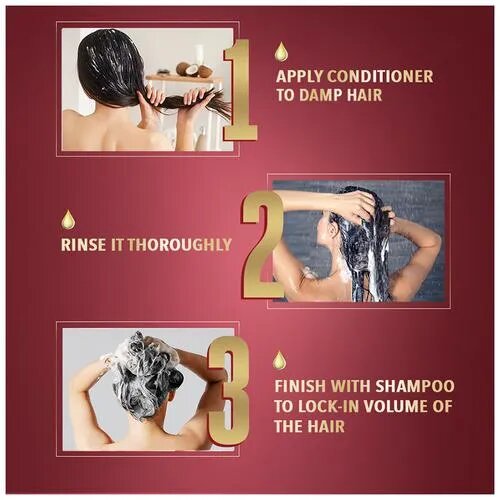 1
APPLY CONDITIONER
TO DAMP HAIR
2
RINSE IT THOROUGHLY
3
FINISH WITH SHAMPOO
TO LOCK-IN VOLUME OF
THE HAIR